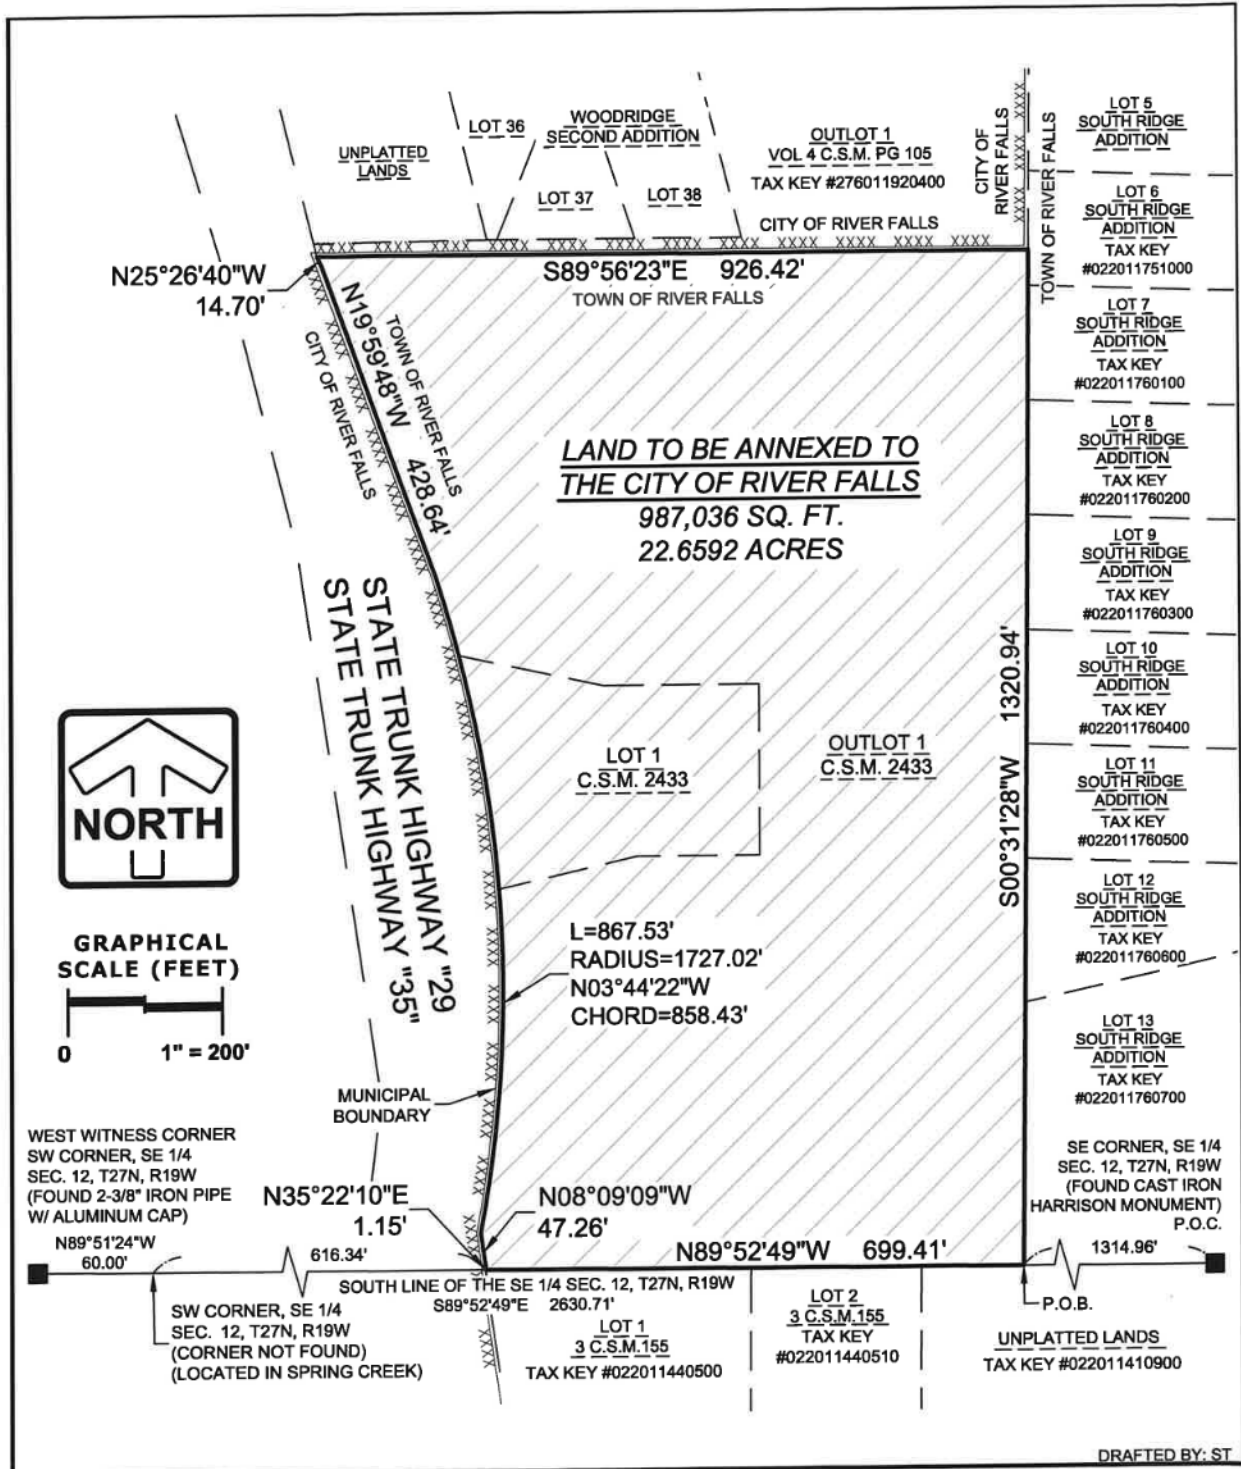 UNPLATTED
LANDS
LOT 36
WOODRIDGE
SECOND ADDITION
LOT 37
LOT 38
OUTLOT 1
VOL 4 C.S.M. PG 105
TAX KEY #276011920400
CITY OF RIVER FALLS
CITY OF
RIVER FALLS
TOWN OF RIVER FALLS
LOT 5
SOUTH RIDGE
ADDITION
LOT 6
SOUTH RIDGE
ADDITION
TAX KEY
#022011751000
LOT 7
SOUTH RIDGE
ADDITION
TAX KEY
#022011760100
LOT 8
SOUTH RIDGE
ADDITION
TAX KEY
#022011760200
LOT 9
SOUTH RIDGE
ADDITION
TAX KEY
#022011760300
LOT 10
SOUTH RIDGE
ADDITION
TAX KEY
#022011760400
LOT 11
SOUTH RIDGE
ADDITION
TAX KEY
#022011760500
LOT 12
SOUTH RIDGE
ADDITION
TAX KEY
#022011760600
LOT 13
SOUTH RIDGE
ADDITION
TAX KEY
#022011760700
N25°26'40"W
14.70'
S89°56'23"E 926.42'
TOWN OF RIVER FALLS
N19°59'48"W 428.64'
TOWN OF RIVER FALLS
CITY OF RIVER FALLS
LAND TO BE ANNEXED TO
THE CITY OF RIVER FALLS
987,036 SQ. FT.
22.6592 ACRES
STATE TRUNK HIGHWAY "29
STATE TRUNK HIGHWAY "35"
S00°31'28"W 1320.94'
LOT 1
C.S.M. 2433
OUTLOT 1
C.S.M. 2433
NORTH
GRAPHICAL
SCALE (FEET)
0 1" = 200'
L=867.53'
RADIUS=1727.02'
N03°44'22"W
CHORD=858.43'
MUNICIPAL
BOUNDARY
WEST WITNESS CORNER
SW CORNER, SE 1/4
SEC. 12, T27N, R19W
(FOUND 2-3/8" IRON PIPE
W/ ALUMINUM CAP)
N89°51'24"W
60.00'
616.34'
N35°22'10"E
1.15'
N08°09'09"W
47.26'
N89°52'49"W 699.41'
SE CORNER, SE 1/4
SEC. 12, T27N, R19W
(FOUND CAST IRON
HARRISON MONUMENT)
P.O.C.
1314.96'
P.O.B.
SOUTH LINE OF THE SE 1/4 SEC. 12, T27N, R19W
S89°52'49"E 2630.71'
SW CORNER, SE 1/4
SEC. 12, T27N, R19W
(CORNER NOT FOUND)
(LOCATED IN SPRING CREEK)
LOT 1
3 C.S.M.155
TAX KEY #022011440500
LOT 2
3 C.S.M.155
TAX KEY
#022011440510
UNPLATTED LANDS
TAX KEY #022011410900
DRAFTED BY: ST